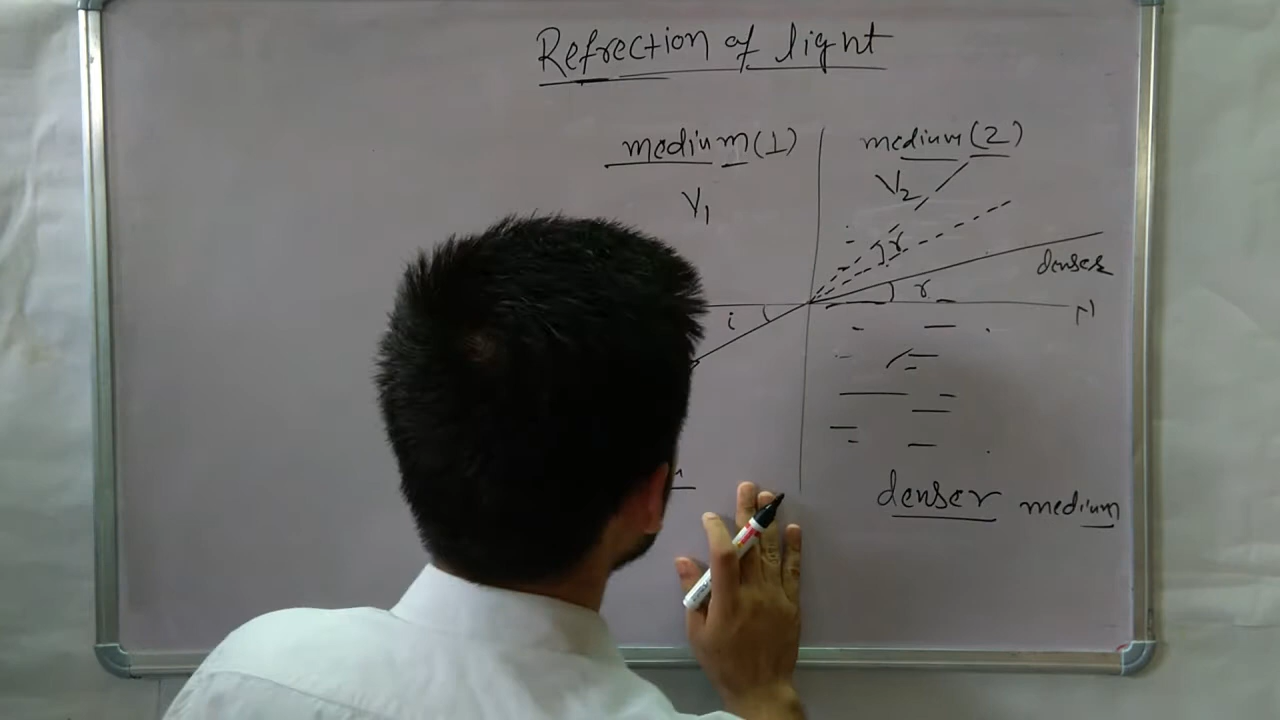 Refrection of light
medium (1)
medium (2)
V1
V2
r
denser
i
r
N
denser medium